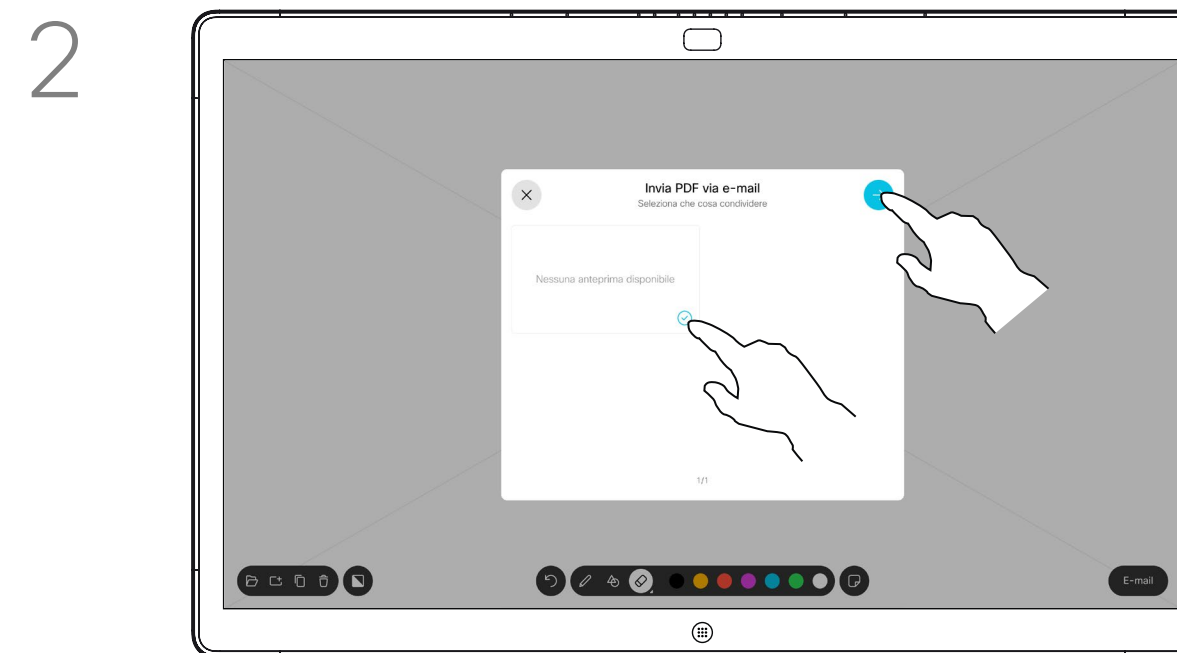 2
Invia PDF via e-mail
Seleziona che cosa condividere
Nessuna anteprima disponibile
1/1
E-mail